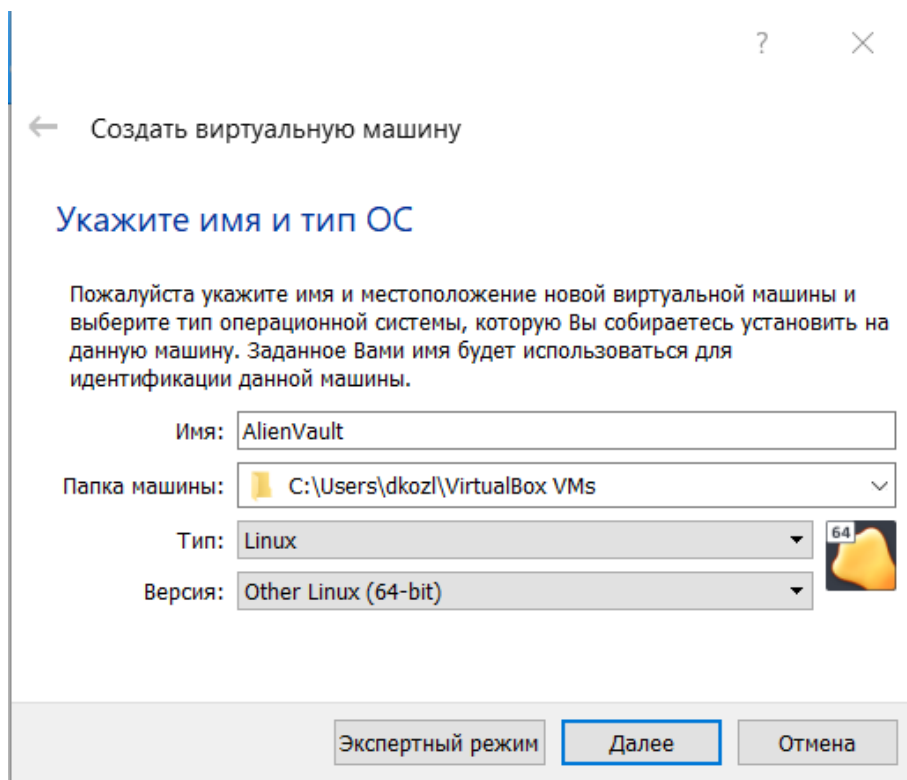 ?
Создать виртуальную машину
Укажите имя и тип ОС
Пожалуйста укажите имя и местоположение новой виртуальной машины и
выберите тип операционной системы, которую Вы собираетесь установить на
данную машину. Заданное Вами имя будет использоваться для
идентификации данной машины.
Имя: AlienVault
Папка машины: C:\Users\dkozl\VirtualBox VMs
Тип: Linux
64
Версия: Other Linux (64-bit)
Экспертный режим Далее Отмена